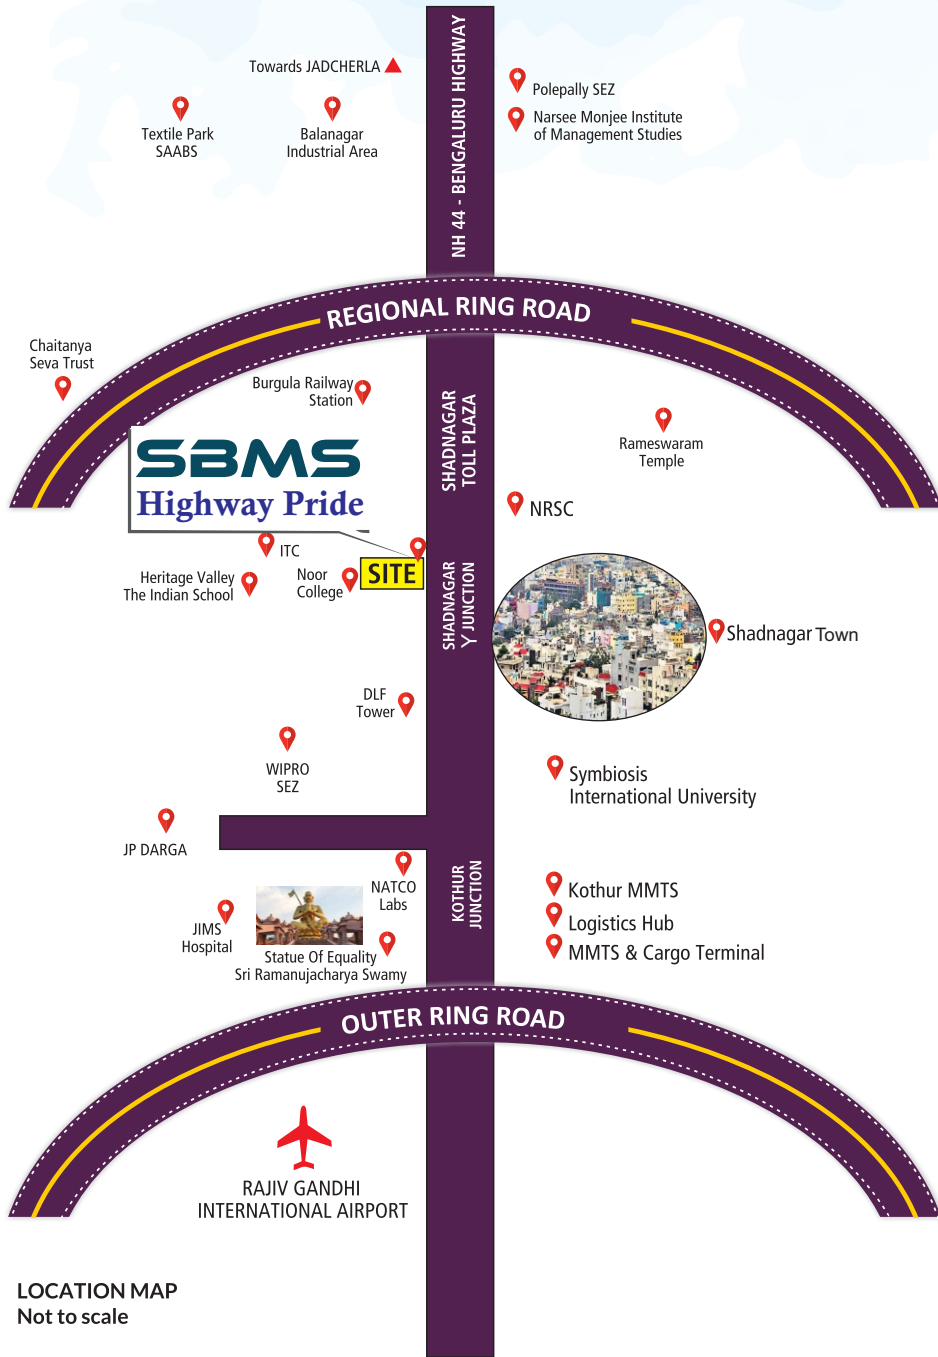 Towards JADCHERLA
Textile Park
SAABS
Balanagar
Industrial Area
NH 44 - BENGALURU HIGHWAY
Polepally SEZ
Narsee Monjee Institute
of Management Studies
REGIONAL RING ROAD
Chaitanya
Seva Trust
Burgula Railway
Station
SHADNAGAR
TOLL PLAZA
Rameswaram
Temple
SBMS
Highway Pride
NRSC
ITC
Heritage Valley
The Indian School
Noor
College
SITE
SHADNAGAR
Y JUNCTION
Shadnagar Town
DLF
Tower
WIPRO
SEZ
Symbiosis
International University
JP DARGA
NATCO
Labs
KOTHUR
JUNCTION
Kothur MMTS
Logistics Hub
MMTS & Cargo Terminal
JIMS
Hospital
Statue Of Equality
Sri Ramanujacharya Swamy
OUTER RING ROAD
RAJIV GANDHI
INTERNATIONAL AIRPORT
LOCATION MAP
Not to scale